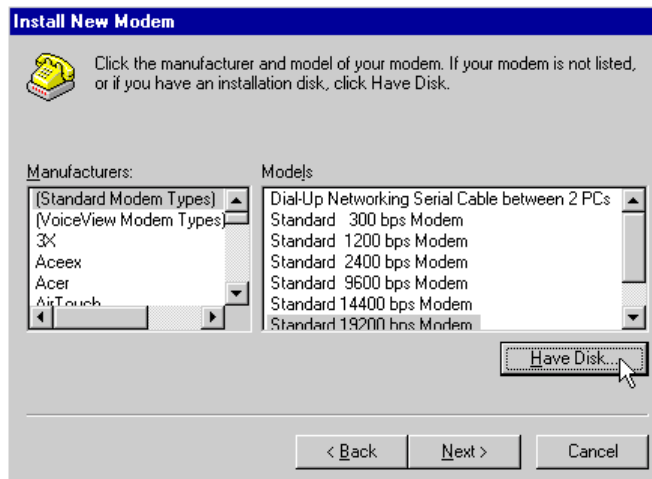 Install New Modem
Click the manufacturer and model of your modem. If your modem is not listed,
or if you have an installation disk, click Have Disk.
Manufacturers:
(Standard Modem Types)
(VoiceView Modem Types)
3X
Aceex
Acer
AirTouch
Models
Dial-Up Networking Serial Cable between 2 PCs
Standard   300 bps Modem
Standard  1200 bps Modem
Standard  2400 bps Modem
Standard  9600 bps Modem
Standard 14400 bps Modem
Standard 19200 bps Modem
Have Disk...
< Back
Next >
Cancel